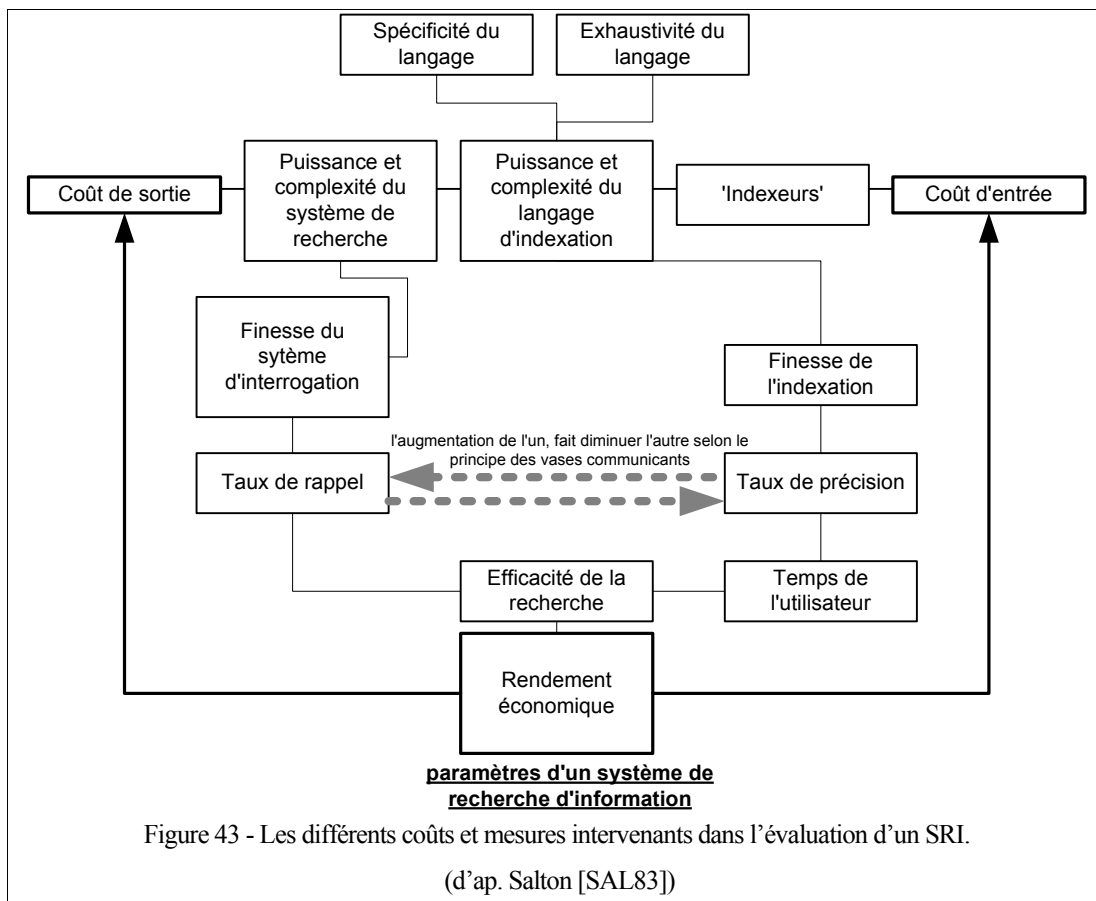 Spécificité du
langage
Exhaustivité du
langage
Coût de sortie
Puissance et
complexité du
système de
recherche
Puissance et
complexité du
langage
d'indexation
'Indexeurs'
Coût d'entrée
Finesse du
sytème
d'interrogation
Finesse de
l'indexation
l'augmentation de l'un, fait diminuer l'autre selon le
principe des vases communicants
Taux de rappel
Taux de précision
Efficacité de la
recherche
Temps de
l'utilisateur
Rendement
économique
paramètres d'un système de
recherche d'information
Figure 43 - Les différents coûts et mesures intervenants dans l’évaluation d’un SRI.
(d’ap. Salton [SAL83])